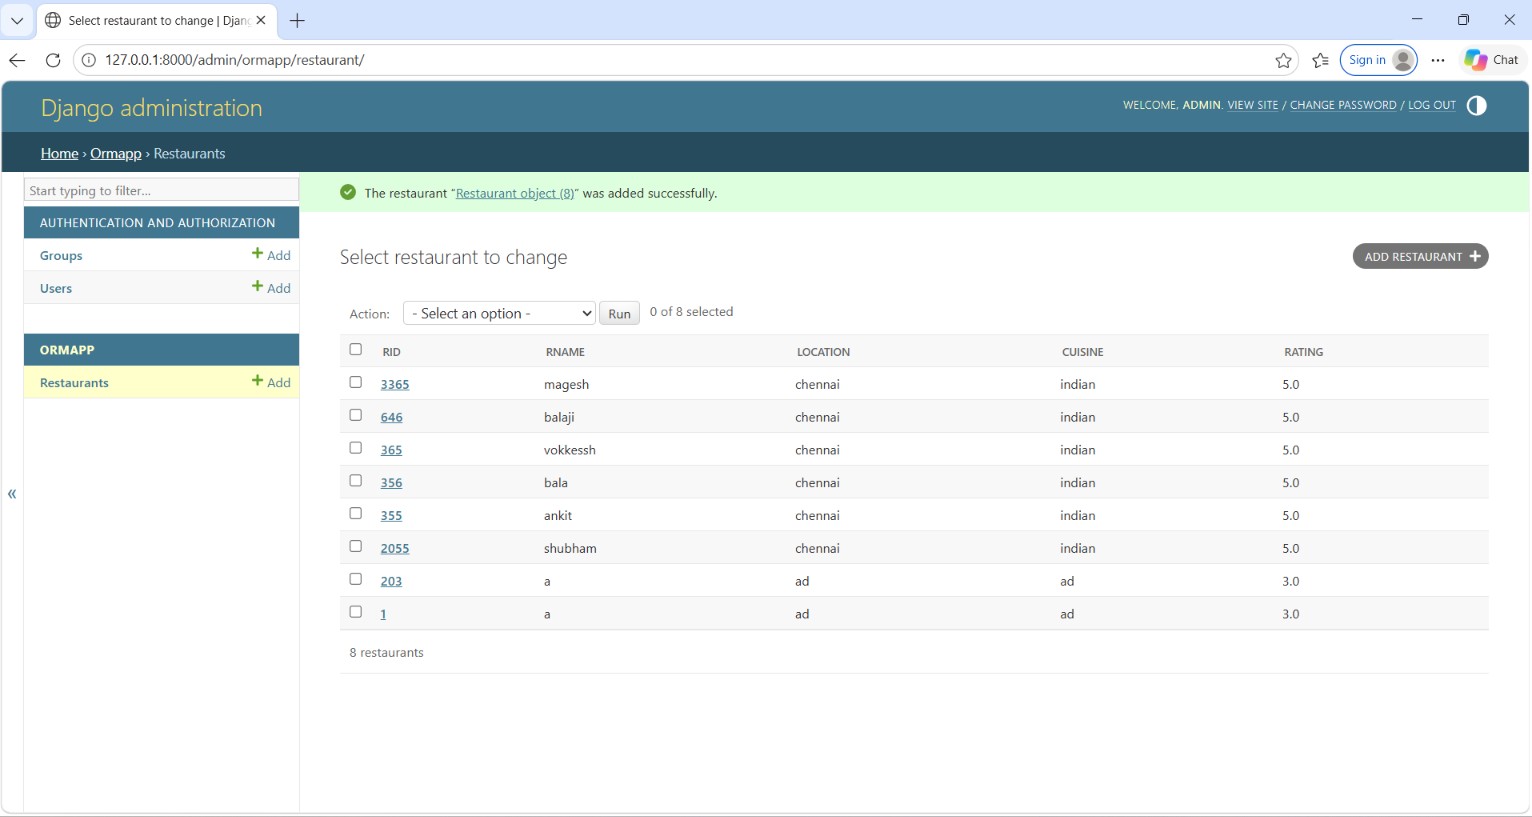 Select restaurant to change | Djang
127.0.0.1:8000/admin/ormapp/restaurant/
Sign in
Chat
Django administration
WELCOME, ADMIN. VIEW SITE / CHANGE PASSWORD / LOG OUT
Home › Ormapp › Restaurants
Start typing to filter...
AUTHENTICATION AND AUTHORIZATION
Groups + Add
Users + Add
ORMAPP
Restaurants + Add
«
The restaurant “Restaurant object (8)” was added successfully.
Select restaurant to change
ADD RESTAURANT +
Action: - Select an option - Run 0 of 8 selected
RID RNAME LOCATION CUISINE RATING
3365 magesh chennai indian 5.0
646 balaji chennai indian 5.0
365 vokkessh chennai indian 5.0
356 bala chennai indian 5.0
355 ankit chennai indian 5.0
2055 shubham chennai indian 5.0
203 a ad ad 3.0
1 a ad ad 3.0
8 restaurants